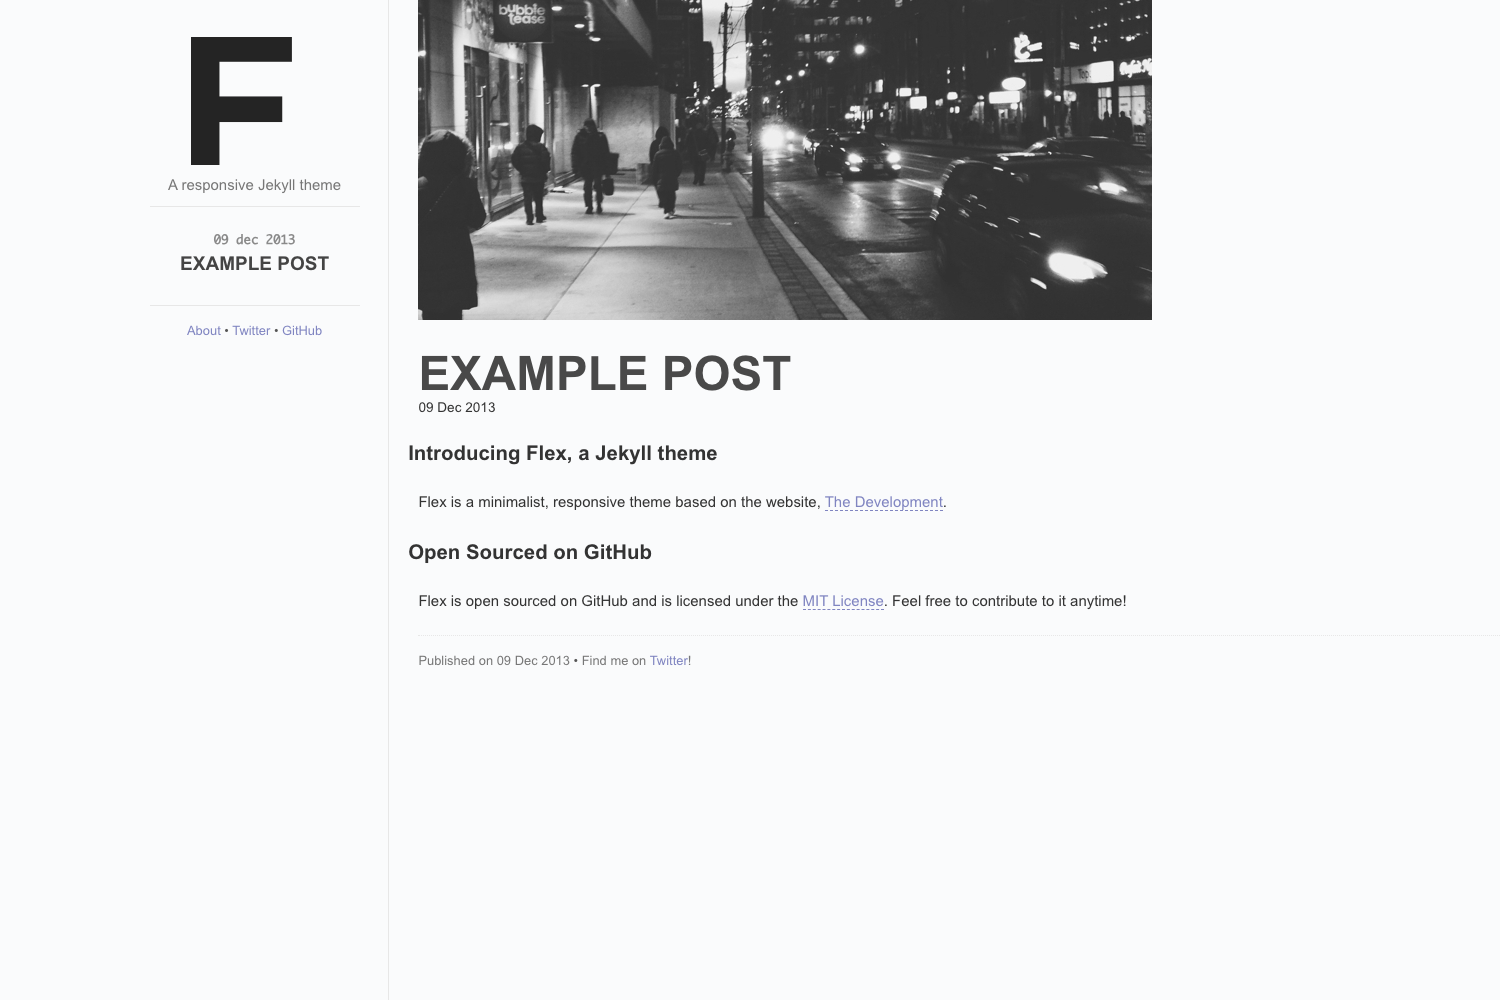 F
A responsive Jekyll theme
09 dec 2013
EXAMPLE POST
About • Twitter • GitHub
bubble
tease
EXAMPLE POST
09 Dec 2013
Introducing Flex, a Jekyll theme
Flex is a minimalist, responsive theme based on the website, The Development.
Open Sourced on GitHub
Flex is open sourced on GitHub and is licensed under the MIT License. Feel free to contribute to it anytime!
Published on 09 Dec 2013 • Find me on Twitter!